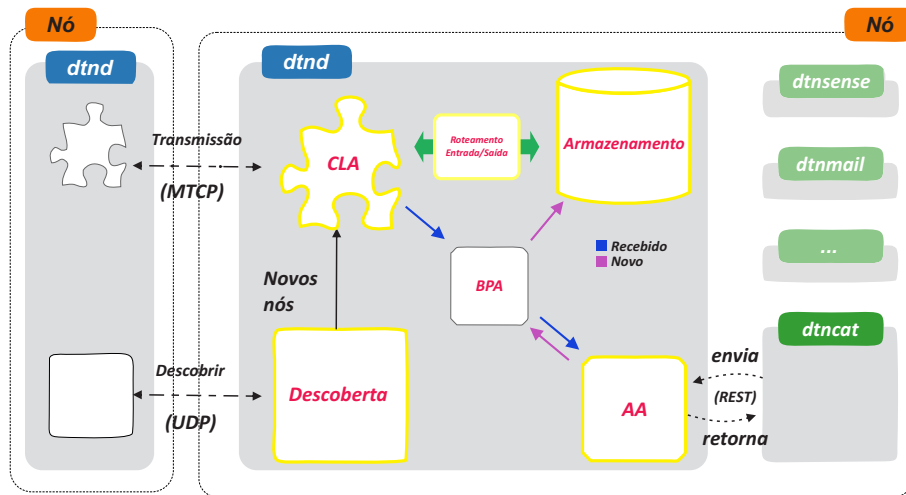 Nó
Nó
dtnd
dtnd
dtnsense
Transmissão
(MTCP)
CLA
Roteamento
Entrada/Saída
Armazenamento
dtnmail
...
Recebido
Novo
BPA
Novos
nós
dtncat
Descobrir
(UDP)
Descoberta
AA
envia
(REST)
retorna